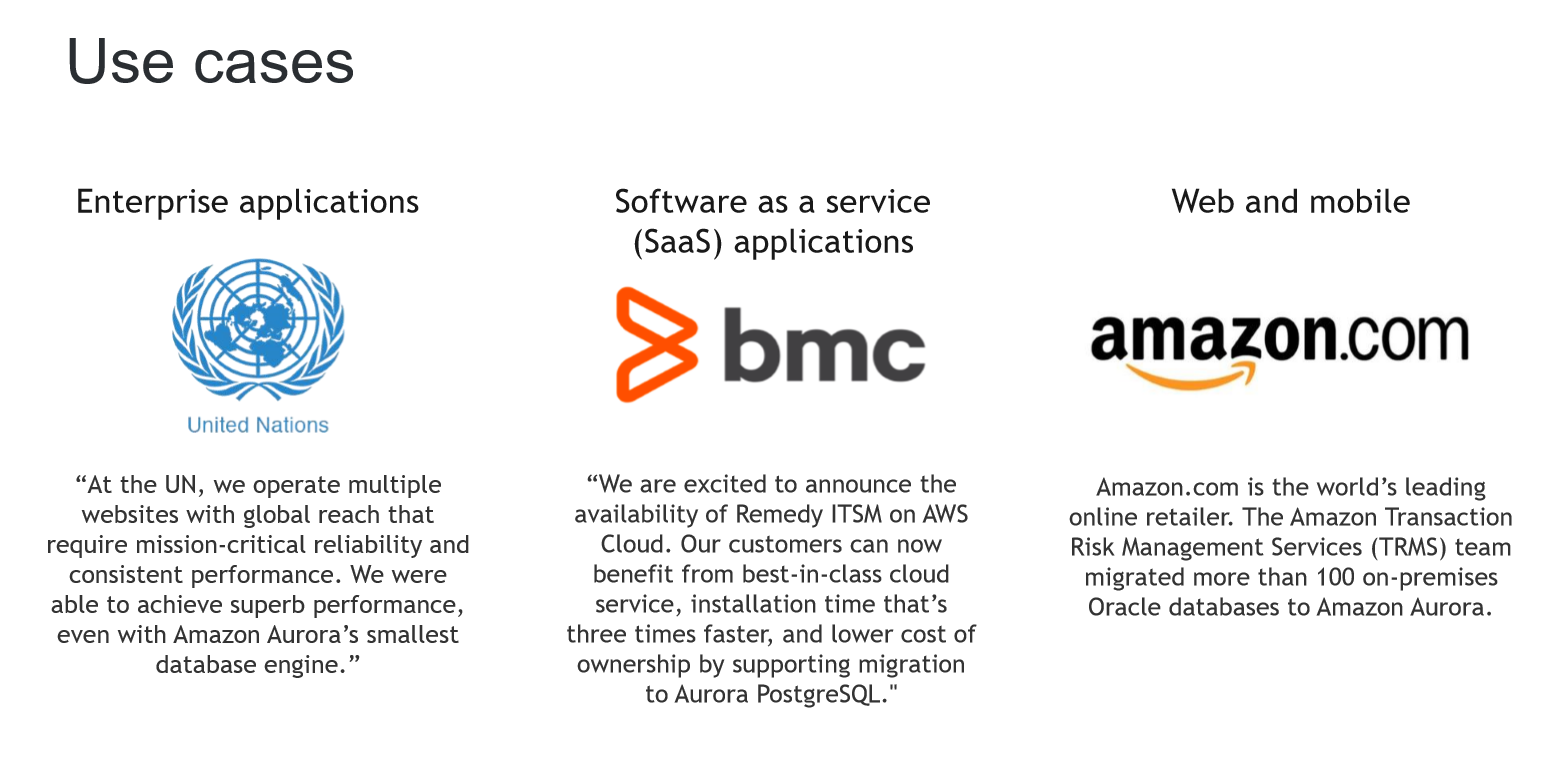 Use cases
Enterprise applications
United Nations
“At the UN, we operate multiple
websites with global reach that
require mission-critical reliability and
consistent performance. We were
able to achieve superb performance,
even with Amazon Aurora’s smallest
database engine.”
Software as a service
(SaaS) applications
bmc
“We are excited to announce the
availability of Remedy ITSM on AWS
Cloud. Our customers can now
benefit from best-in-class cloud
service, installation time that’s
three times faster, and lower cost of
ownership by supporting migration
to Aurora PostgreSQL."
Web and mobile
amazon.com
Amazon.com is the world’s leading
online retailer. The Amazon Transaction
Risk Management Services (TRMS) team
migrated more than 100 on-premises
Oracle databases to Amazon Aurora.